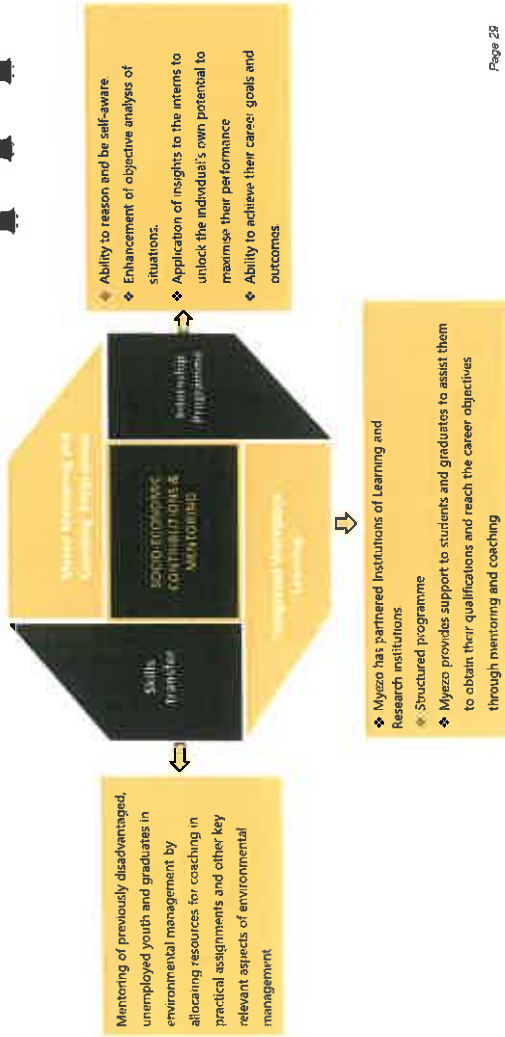 Mentoring and
Skills
Transfer
SOCIO-ECONOMIC
CONTRIBUTIONS &
MENTORING
Internship
Programme
Mentoring of previously disadvantaged,
unemployed youth and graduates in
environmental management by
allocating resources for coaching in
practical assignments and other key
relevant aspects of environmental
management
❖ Myezo has partnered Institutions of Learning and
Research institutions.
❖ Structured programme
❖ Myezo provides support to students and graduates to assist them
to obtain their qualifications and reach the career objectives
through mentoring and coaching
❖ Ability to reason and be self-aware.
❖ Enhancement of objective analysis of
situations.
❖ Application of insights to the interns to
unlock the individual's own potential to
maximise their performance
❖ Ability to achieve their career goals and
outcomes.
Page 29